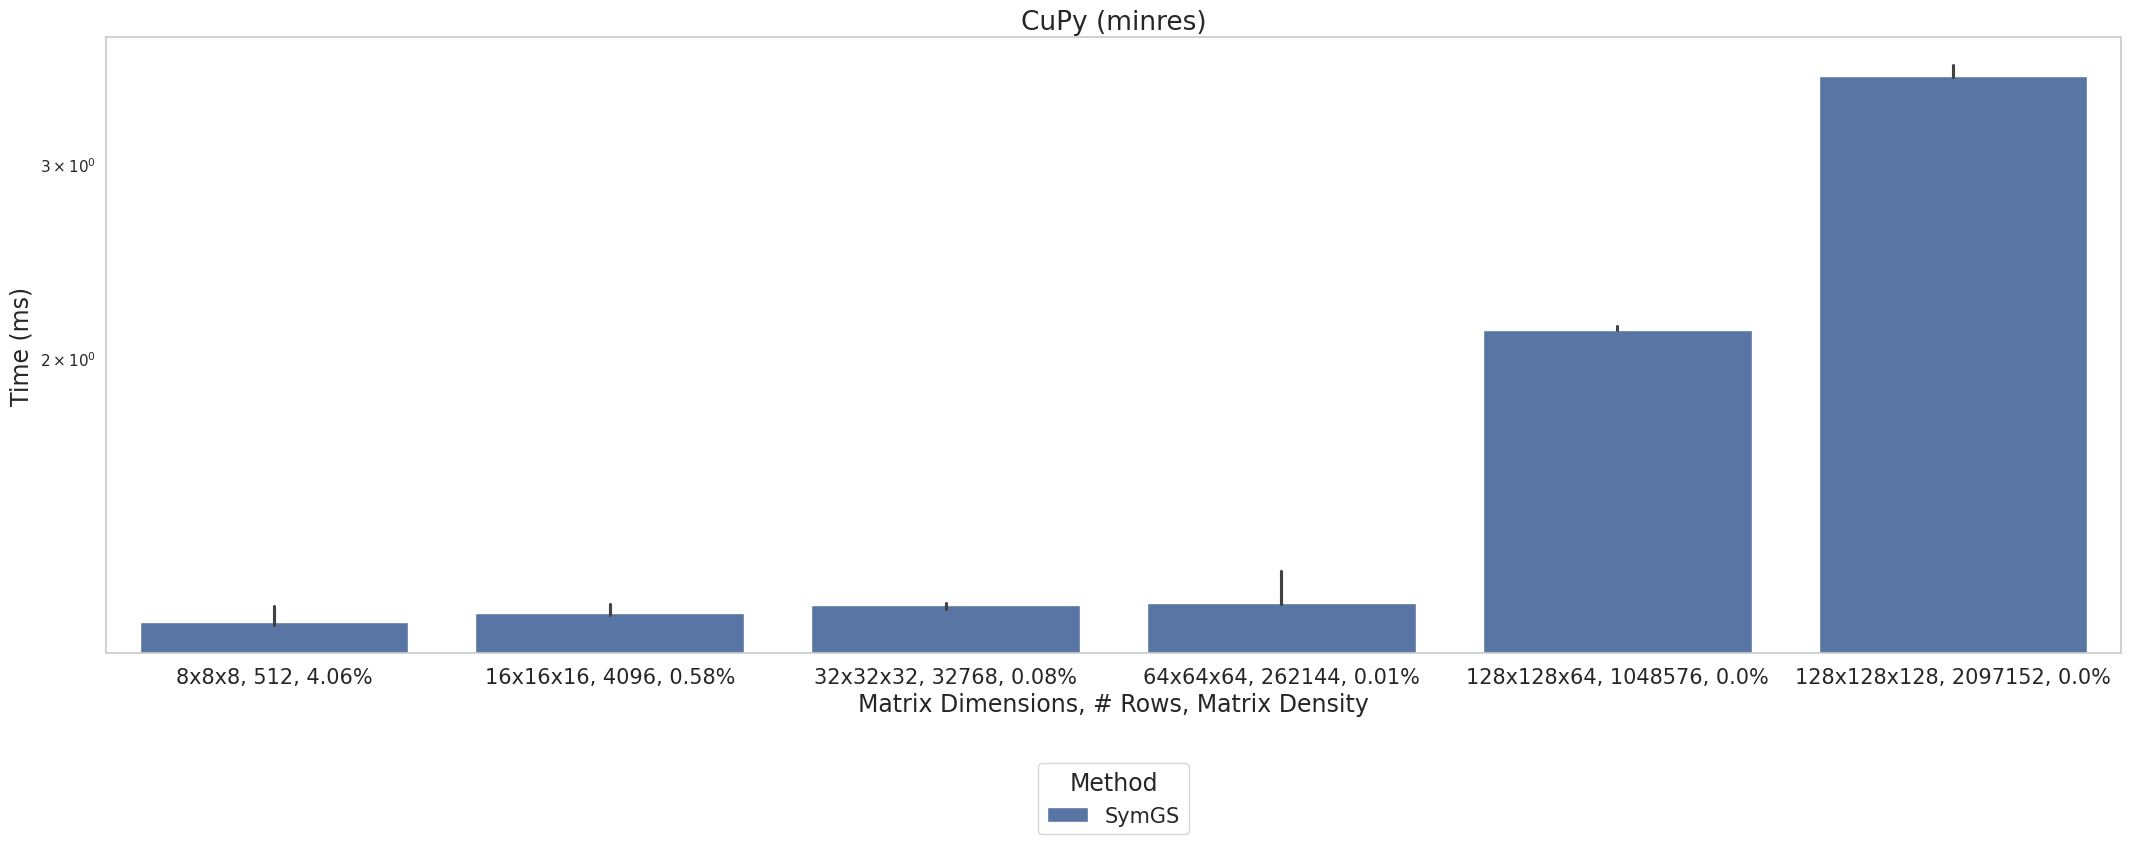 CuPy (minres)
3 × 10⁰
2 × 10⁰
Time (ms)
8x8x8, 512, 4.06%
16x16x16, 4096, 0.58%
32x32x32, 32768, 0.08%
64x64x64, 262144, 0.01%
128x128x64, 1048576, 0.0%
128x128x128, 2097152, 0.0%
Matrix Dimensions, # Rows, Matrix Density
Method
SymGS